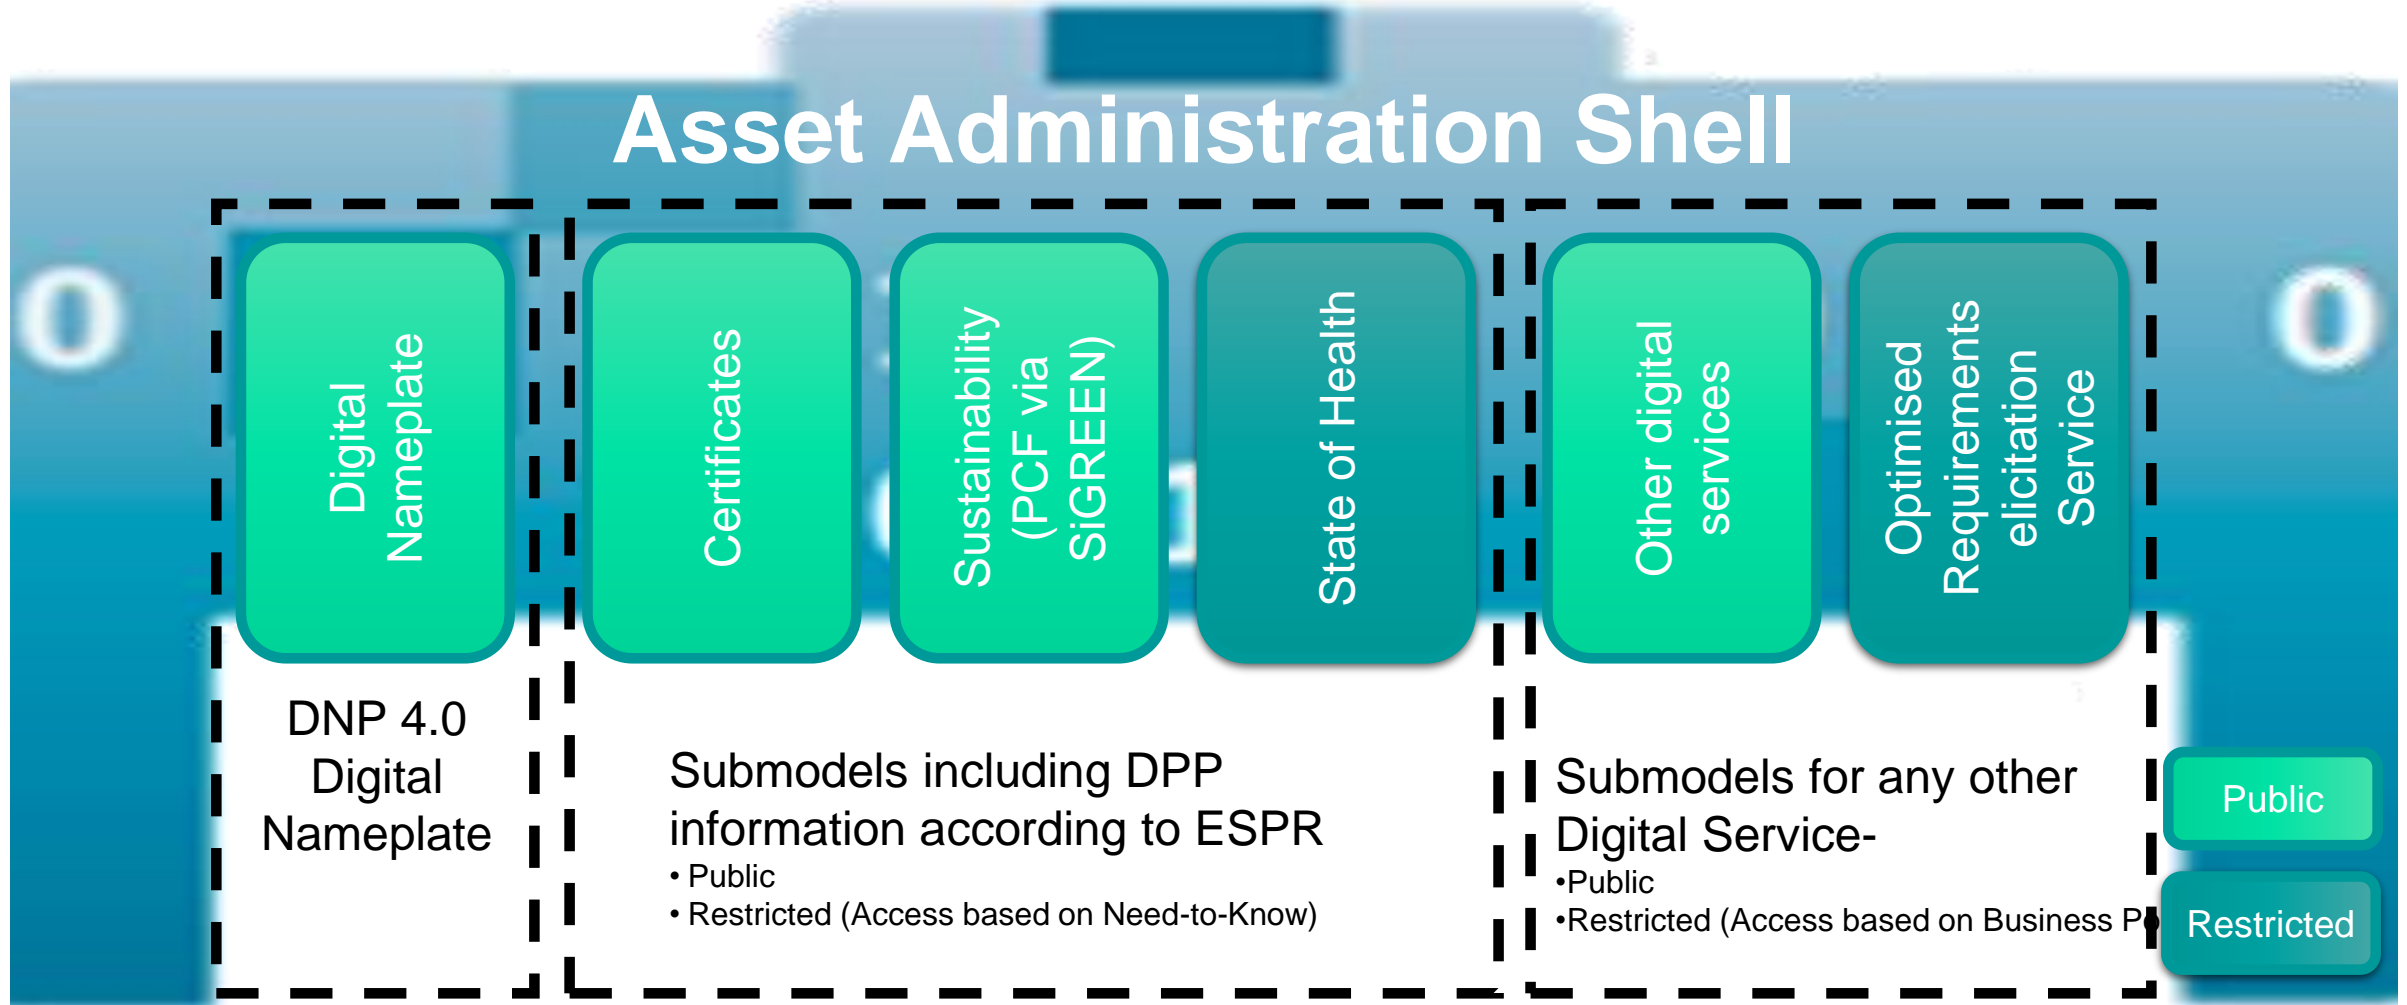 Asset Administration Shell
0
0
Digital
Nameplate
Certificates
Sustainability
(PCF via
SiGREEN)
State of Health
Other digital
services
Optimised
Requirements
elicitation
Service
DNP 4.0
Digital
Nameplate
Submodels including DPP
information according to ESPR
• Public
• Restricted (Access based on Need-to-Know)
Submodels for any other
Digital Service-
•Public
•Restricted (Access based on Business
Public
Restricted